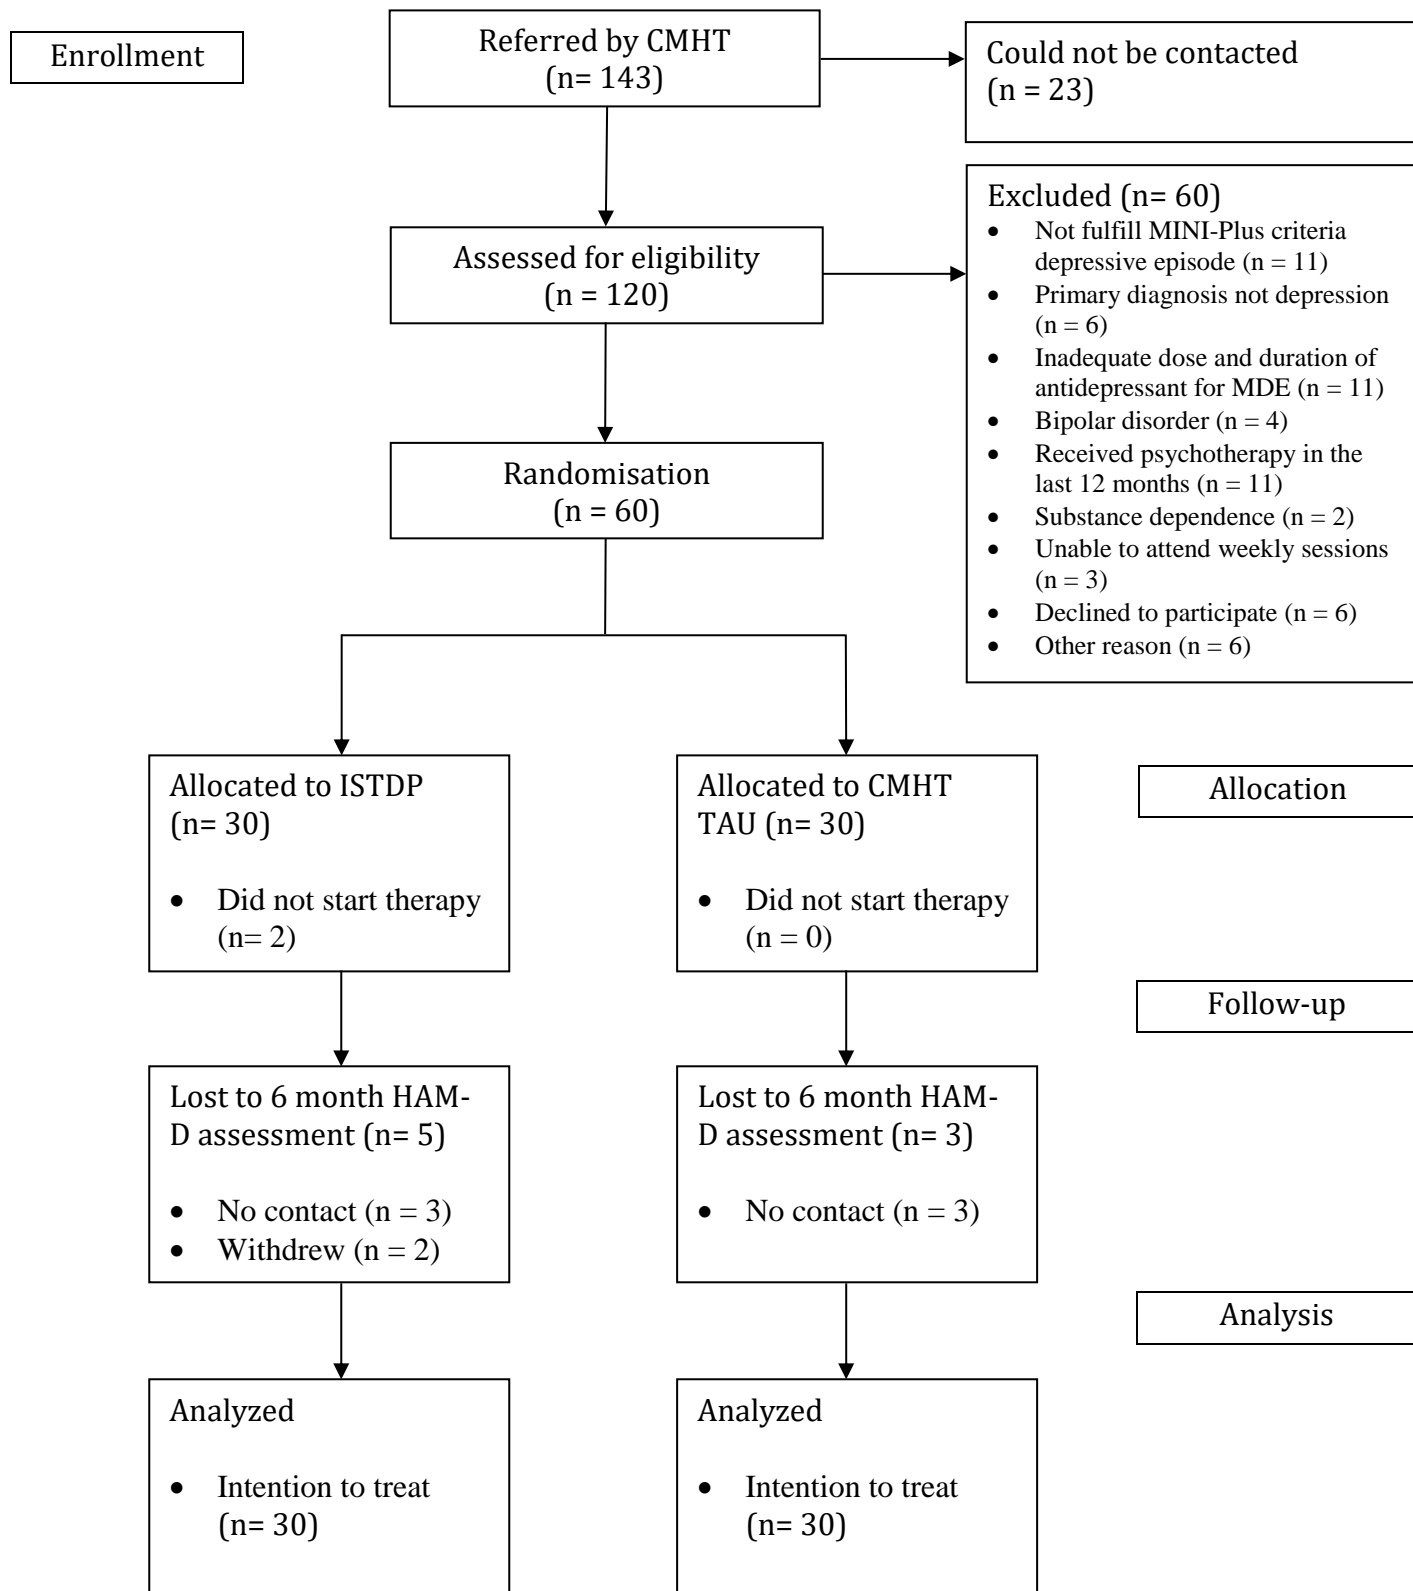 Enrollment
Referred by CMHT
(n= 143)
Could not be contacted
(n = 23)
Assessed for eligibility
(n = 120)
Excluded (n= 60)
• Not fulfill MINI-Plus criteria
depressive episode (n = 11)
• Primary diagnosis not depression
(n = 6)
• Inadequate dose and duration of
antidepressant for MDE (n = 11)
• Bipolar disorder (n = 4)
• Received psychotherapy in the
last 12 months (n = 11)
• Substance dependence (n = 2)
• Unable to attend weekly sessions
(n = 3)
• Declined to participate (n = 6)
• Other reason (n = 6)
Randomisation
(n = 60)
Allocated to ISTDP
(n= 30)
• Did not start therapy
(n= 2)
Allocated to CMHT
TAU (n= 30)
• Did not start therapy
(n = 0)
Allocation
Follow-up
Lost to 6 month HAM-
D assessment (n= 5)
• No contact (n = 3)
• Withdrew (n = 2)
Lost to 6 month HAM-
D assessment (n= 3)
• No contact (n = 3)
Analysis
Analyzed
• Intention to treat
(n= 30)
Analyzed
• Intention to treat
(n= 30)